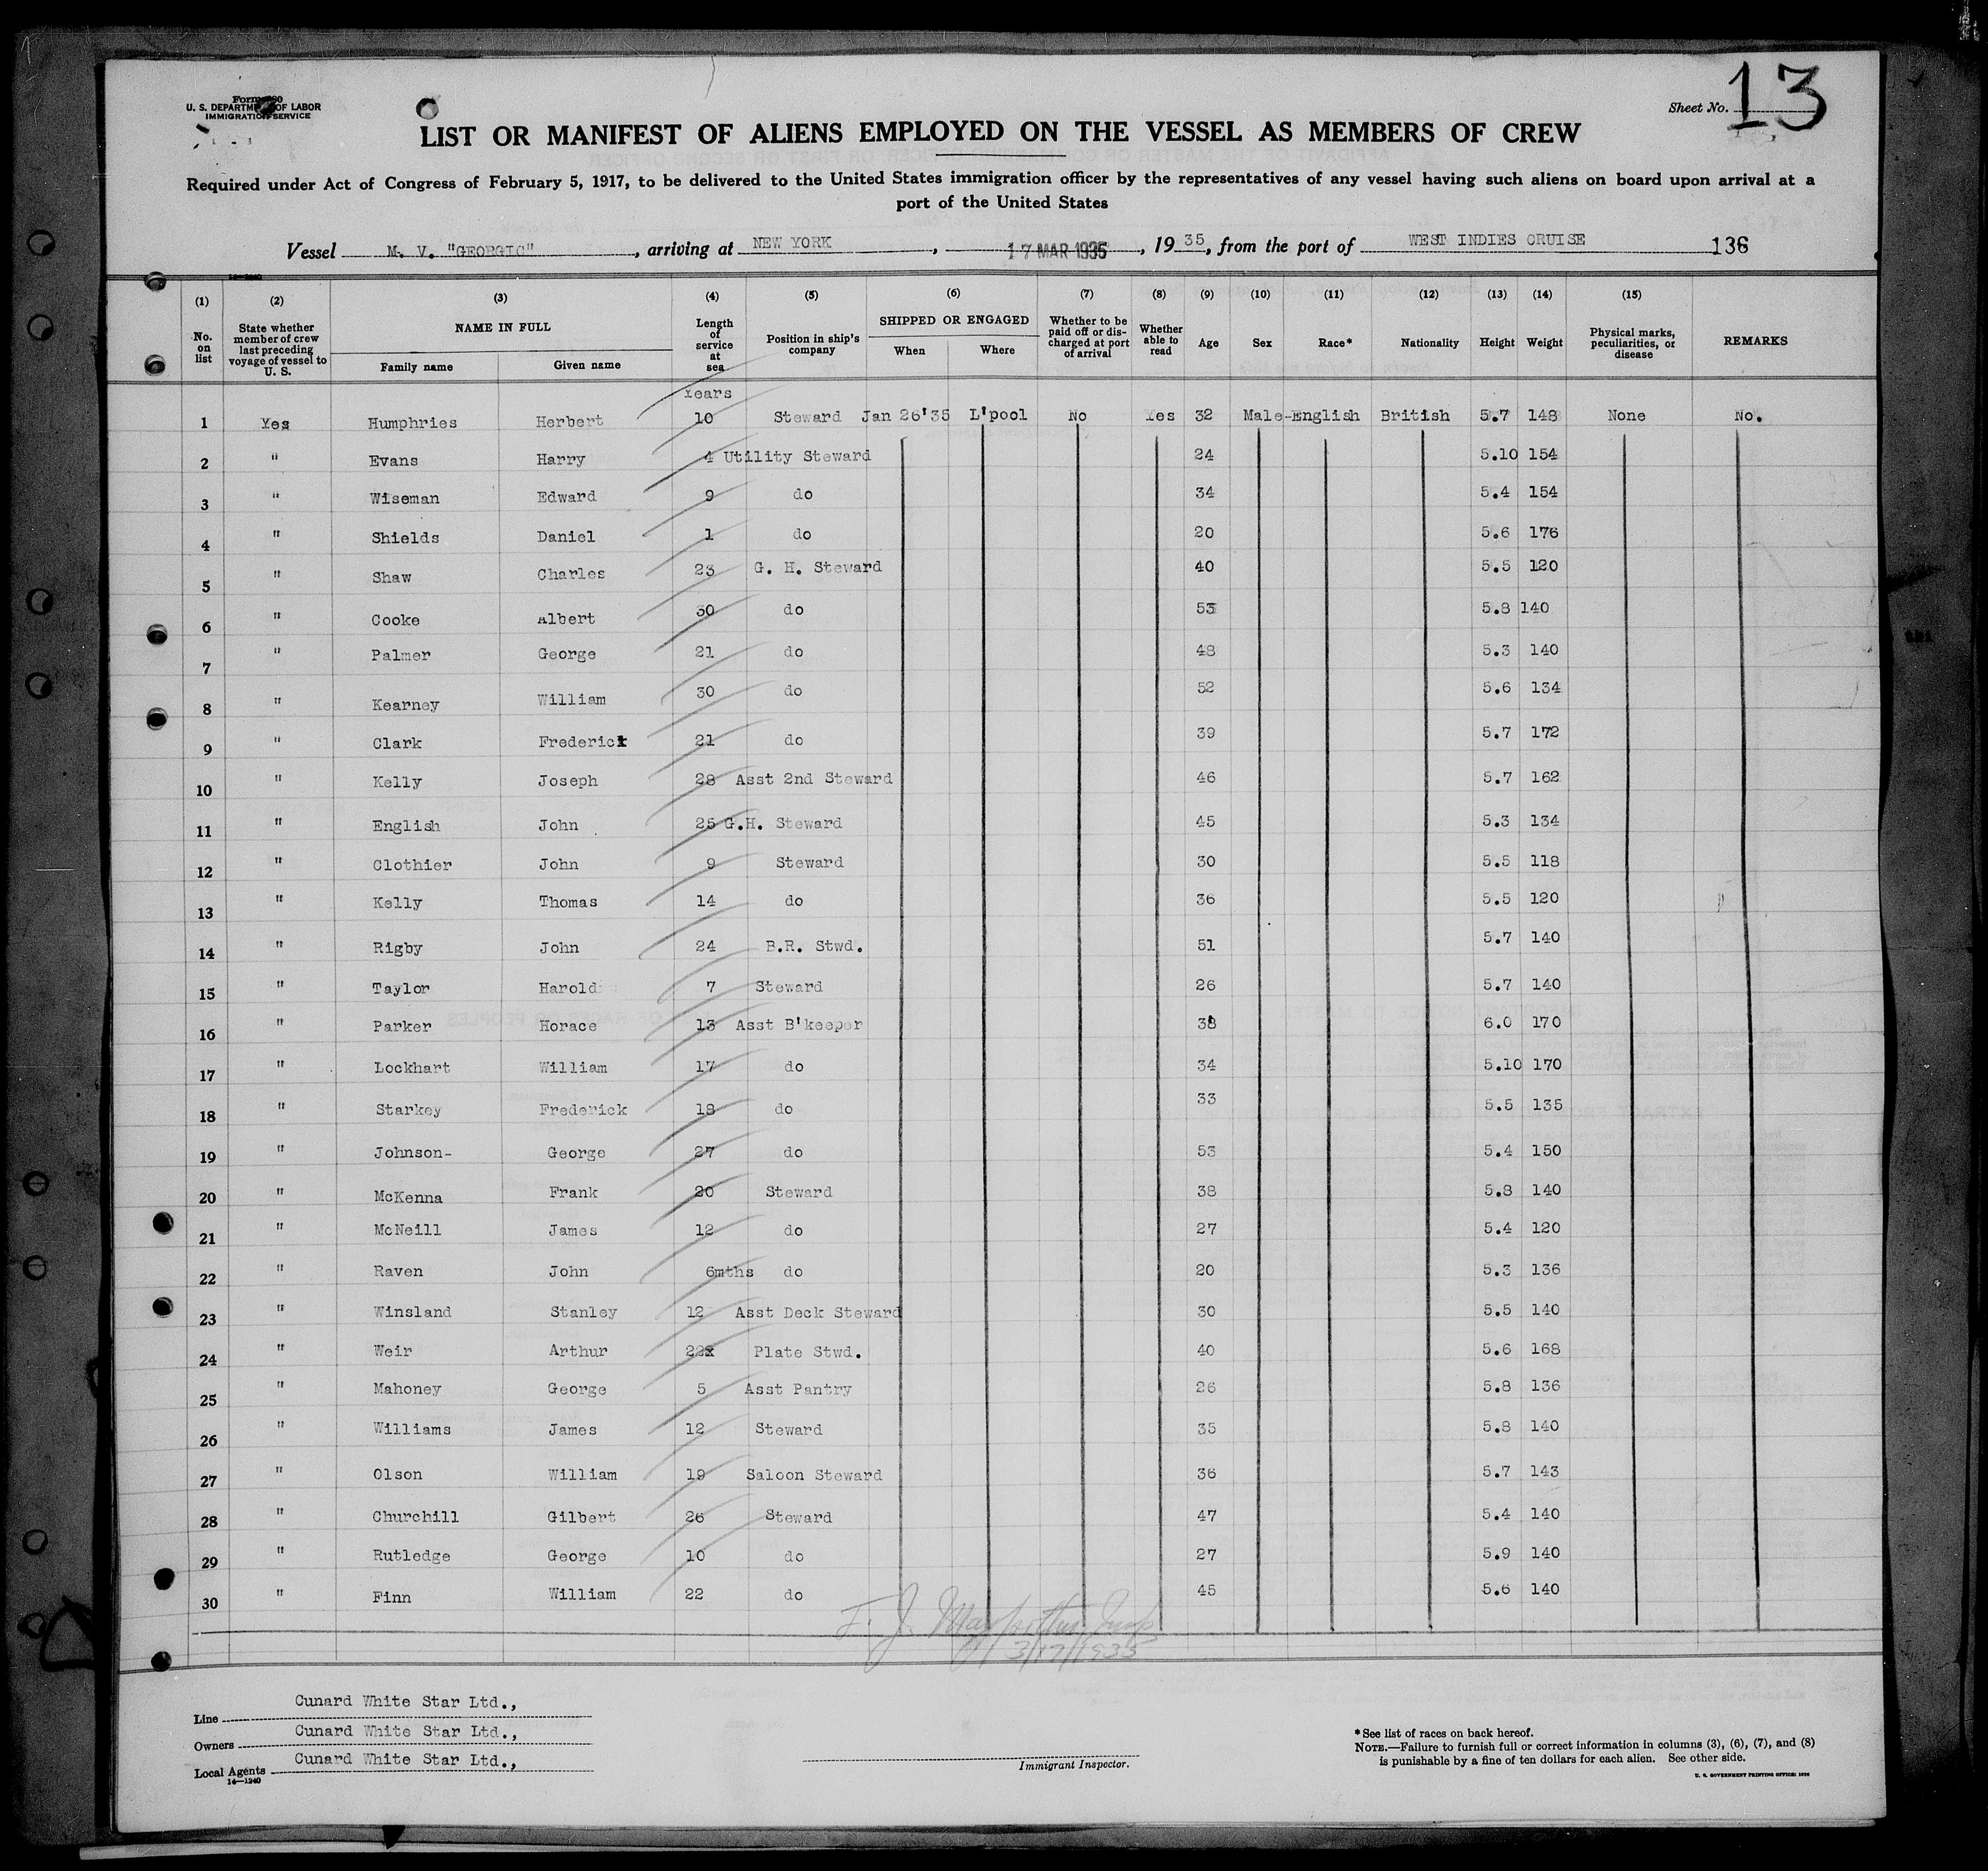 Form 680
U. S. DEPARTMENT OF LABOR
IMMIGRATION SERVICE
Sheet No. 13
LIST OR MANIFEST OF ALIENS EMPLOYED ON THE VESSEL AS MEMBERS OF CREW
Required under Act of Congress of February 5, 1917, to be delivered to the United States immigration officer by the representatives of any vessel having such aliens on board upon arrival at a
port of the United States
Vessel M. V. "GEORGIC", arriving at NEW YORK, 17 MAR 1935, 1935, from the port of WEST INDIES CRUISE 136
(1) No. on list (2) State whether member of crew last preceding voyage of vessel to U. S. (3) NAME IN FULL Family name Given name (4) Length of service at sea (5) Position in ship's company (6) SHIPPED OR ENGAGED When Where (7) Whether to be paid off or discharged at port of arrival (8) Whether able to read (9) Age (10) Sex (11) Race* (12) Nationality (13) Height (14) Weight (15) Physical marks, peculiarities, or disease REMARKS
Years
1 Yes Humphries Herbert 10 Steward Jan 26'35 L'pool No Yes 32 Male-English British 5.7 148 None No.
2 " Evans Harry 4 Utility Steward 24 5.10 154
3 " Wiseman Edward 9 do 34 5.4 154
4 " Shields Daniel 1 do 20 5.6 176
5 " Shaw Charles 23 G. H. Steward 40 5.5 120
6 " Cooke Albert 30 do 53 5.8 140
7 " Palmer George 21 do 48 5.3 140
8 " Kearney William 30 do 52 5.6 134
9 " Clark Frederick 21 do 39 5.7 172
10 " Kelly Joseph 28 Asst 2nd Steward 46 5.7 162
11 " English John 25 G.H. Steward 45 5.3 134
12 " Clothier John 9 Steward 30 5.5 118
13 " Kelly Thomas 14 do 36 5.5 120
14 " Rigby John 24 B.R. Stwd. 51 5.7 140
15 " Taylor Harold 7 Steward 26 5.7 140
16 " Parker Horace 13 Asst B'keeper 38 6.0 170
17 " Lockhart William 17 do 34 5.10 170
18 " Starkey Frederick 18 do 33 5.5 135
19 " Johnson- George 27 do 53 5.4 150
20 " McKenna Frank 20 Steward 38 5.8 140
21 " McNeill James 12 do 27 5.4 120
22 " Raven John 6mths do 20 5.3 136
23 " Winsland Stanley 12 Asst Deck Steward 30 5.5 140
24 " Weir Arthur 22 Plate Stwd. 40 5.6 168
25 " Mahoney George 5 Asst Pantry 26 5.8 136
26 " Williams James 12 Steward 35 5.8 140
27 " Olson William 19 Saloon Steward 36 5.7 143
28 " Churchill Gilbert 26 Steward 47 5.4 140
29 " Rutledge George 10 do 27 5.9 140
30 " Finn William 22 do 45 5.6 140
3/17/1935
Line Cunard White Star Ltd.,
Owners Cunard White Star Ltd.,
Local Agents Cunard White Star Ltd.,
14—1240
Immigrant Inspector.
* See list of races on back hereof.
NOTE.—Failure to furnish full or correct information in columns (3), (6), (7), and (8)
is punishable by a fine of ten dollars for each alien. See other side.